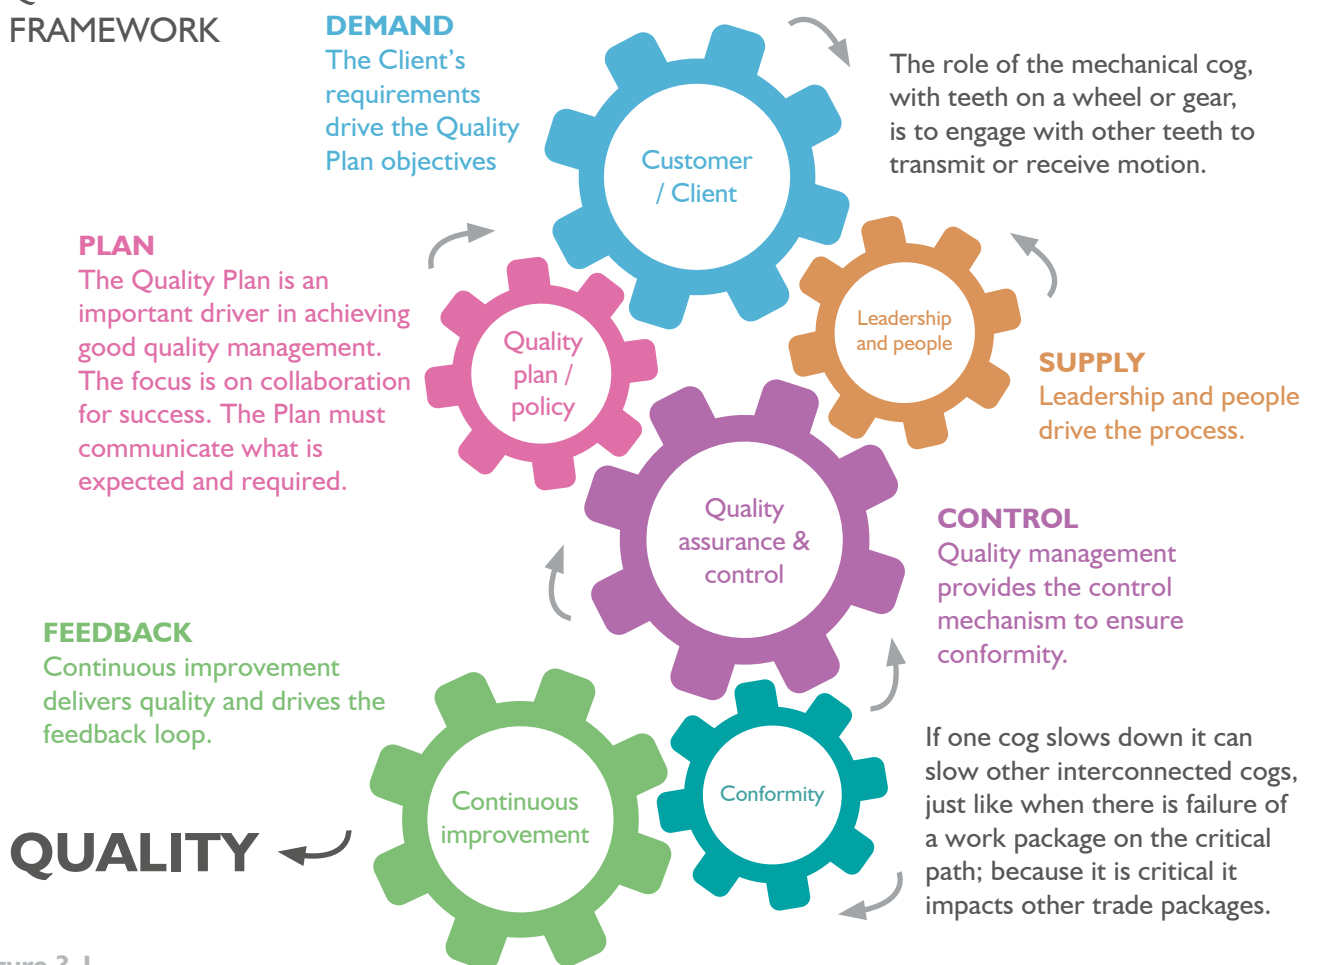 FRAMEWORK
DEMAND
The Client's
requirements
drive the Quality
Plan objectives
Customer
/ Client
The role of the mechanical cog,
with teeth on a wheel or gear,
is to engage with other teeth to
transmit or receive motion.
PLAN
The Quality Plan is an
important driver in achieving
good quality management.
The focus is on collaboration
for success. The Plan must
communicate what is
expected and required.
Quality
plan /
policy
Leadership
and people
SUPPLY
Leadership and people
drive the process.
Quality
assurance &
control
CONTROL
Quality management
provides the control
mechanism to ensure
conformity.
FEEDBACK
Continuous improvement
delivers quality and drives the
feedback loop.
Continuous
improvement
Conformity
If one cog slows down it can
slow other interconnected cogs,
just like when there is failure of
a work package on the critical
path; because it is critical it
impacts other trade packages.
QUALITY